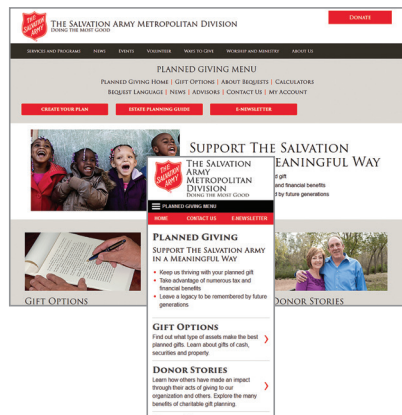 THE SALVATION ARMY METROPOLITAN DIVISION
DOING THE MOST GOOD
DONATE
SERVICES AND PROGRAMS NEWS EVENTS VOLUNTEER WAYS TO GIVE WORSHIP AND MINISTRY ABOUT US
PLANNED GIVING MENU
PLANNED GIVING HOME | GIFT OPTIONS | ABOUT BEQUESTS | CALCULATORS
BEQUEST LANGUAGE | NEWS | ADVISORS | CONTACT US | MY ACCOUNT
CREATE YOUR PLAN ESTATE PLANNING GUIDE E-NEWSLETTER
SUPPORT THE SALVATION
EANINGFUL WAY
d gift
and financial benefits
d by future generations
GIFT OPTIONS
DONOR STORIES
THE SALVATION ARMY
THE SALVATION
ARMY
METROPOLITAN
DIVISION
DOING THE MOST GOOD
PLANNED GIVING MENU
HOME CONTACT US E-NEWSLETTER
PLANNED GIVING
SUPPORT THE SALVATION ARMY
IN A MEANINGFUL WAY
• Keep us thriving with your planned gift
• Take advantage of numerous tax and
financial benefits
• Leave a legacy to be remembered by future
generations
GIFT OPTIONS
Find out what type of assets make the best
planned gifts. Learn about gifts of cash,
securities and property.
DONOR STORIES
Learn how others have made an impact
through their acts of giving to our
organization and others. Explore the many
benefits of charitable gift planning.